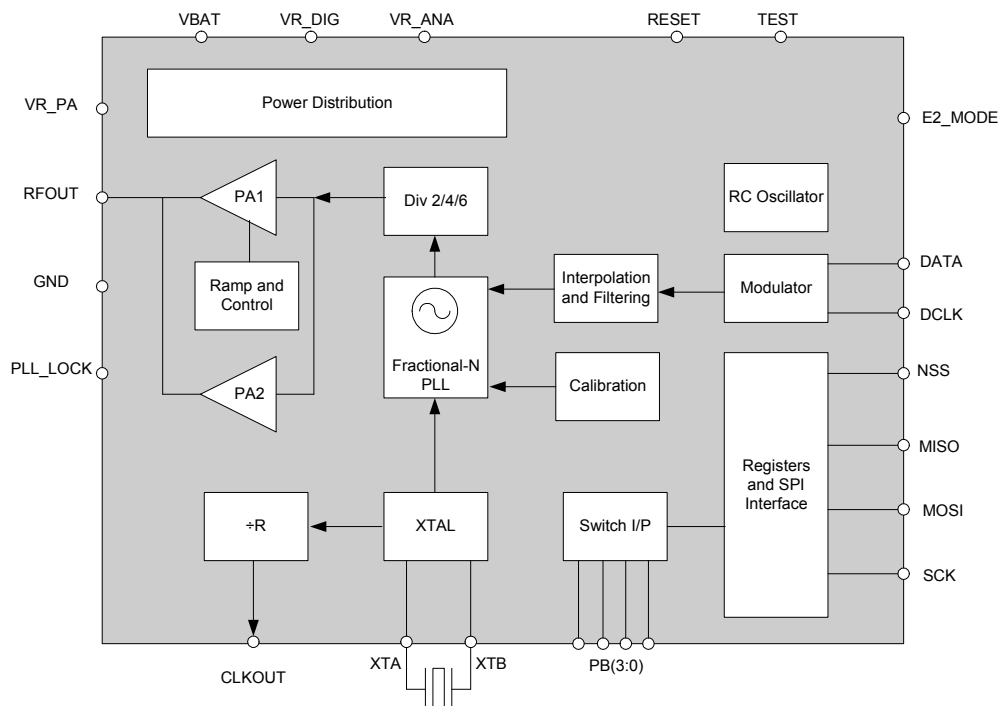 VBAT
VR_DIG
VR_ANA
RESET
TEST
VR_PA
Power Distribution
E2_MODE
RFOUT
PA1
Div 2/4/6
RC Oscillator
GND
Ramp and
Control
Interpolation
and Filtering
Modulator
DATA
DCLK
PLL_LOCK
PA2
Fractional-N
PLL
Calibration
NSS
MISO
Registers
and SPI
Interface
MOSI
SCK
÷R
XTAL
Switch I/P
CLKOUT
XTA
XTB
PB(3:0)